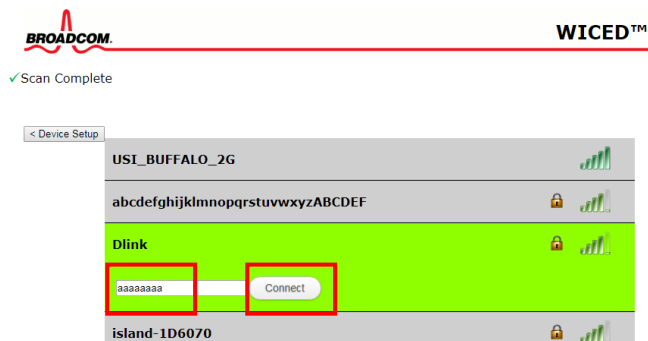 BROADCOM.
WICED™
✓Scan Complete
< Device Setup
USI_BUFFALO_2G
abcdefghijklmnopqrstuvwxyzABCDEF
Dlink
aaaaaaaa
Connect
island-1D6070